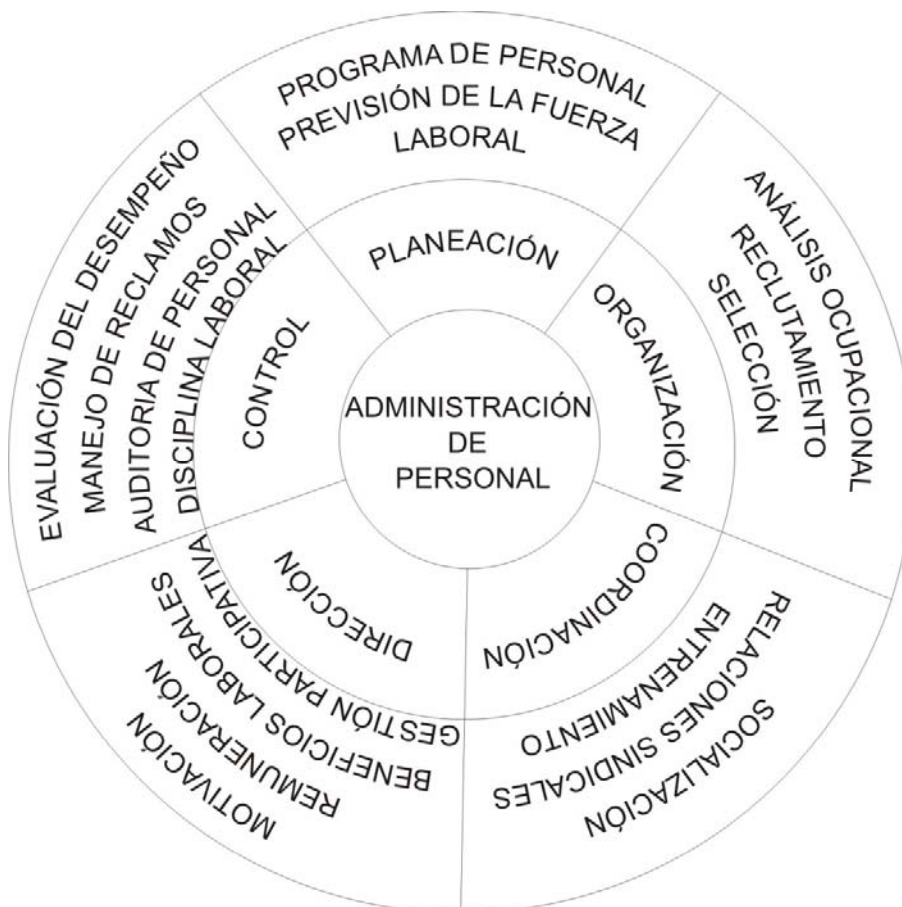 PROGRAMA DE PERSONAL
PREVISIÓN DE LA FUERZA
LABORAL
PLANEACIÓN
ANÁLISIS OCUPACIONAL
RECLUTAMIENTO
SELECCIÓN
ORGANIZACIÓN
EVALUACIÓN DEL DESEMPEÑO
MANEJO DE RECLAMOS
AUDITORIA DE PERSONAL
DISCIPLINA LABORAL
CONTROL
ADMINISTRACIÓN
DE
PERSONAL
COORDINACIÓN
ENTRENAMIENTO
RELACIONES SINDICALES
SOCIALIZACIÓN
DIRECCIÓN
GESTIÓN PARTICIPATIVA
BENEFICIOS LABORALES
REMUNERACIÓN
MOTIVACIÓN